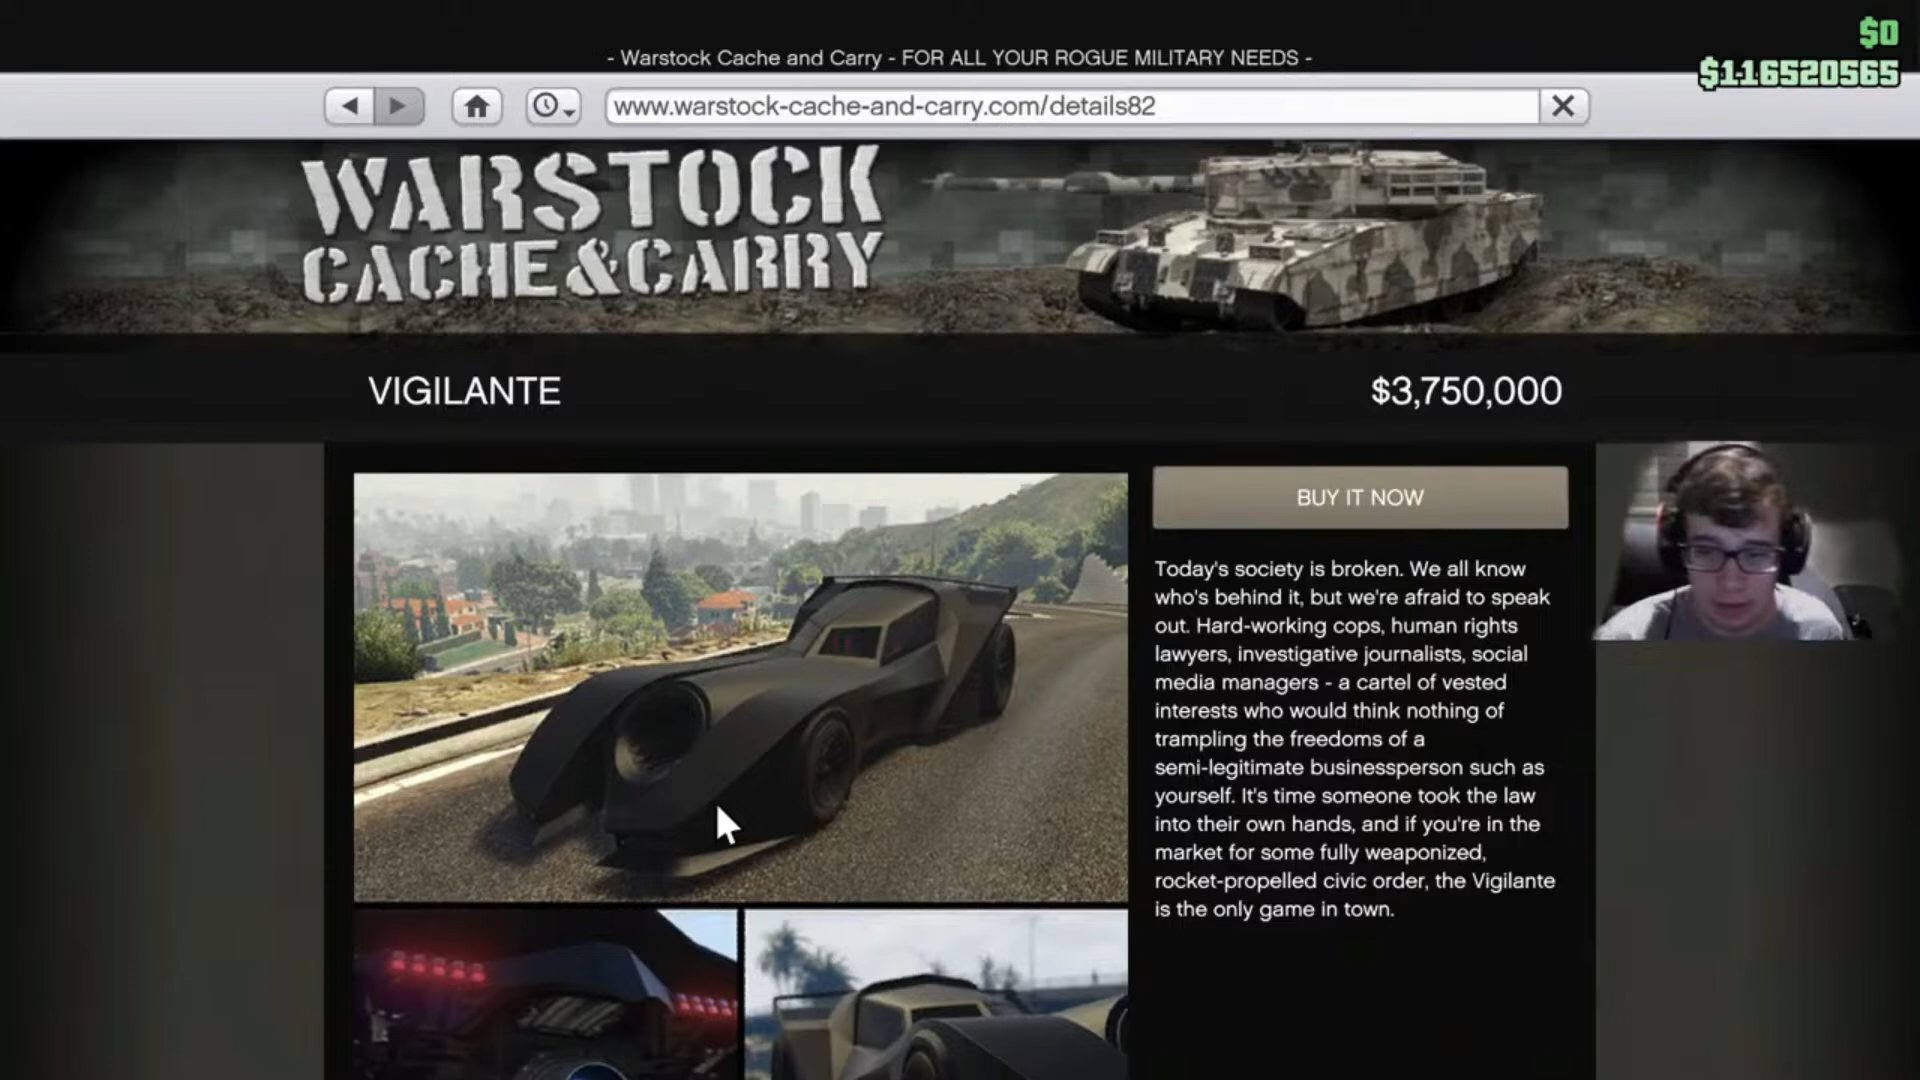 $0
- Warstock Cache and Carry - FOR ALL YOUR ROGUE MILITARY NEEDS -
$116520565
www.warstock-cache-and-carry.com/details82
WARSTOCK
CACHE & CARRY
VIGILANTE
$3,750,000
BUY IT NOW
Today's society is broken. We all know
who's behind it, but we're afraid to speak
out. Hard-working cops, human rights
lawyers, investigative journalists, social
media managers - a cartel of vested
interests who would think nothing of
trampling the freedoms of a
semi-legitimate businessperson such as
yourself. It's time someone took the law
into their own hands, and if you're in the
market for some fully weaponized,
rocket-propelled civic order, the Vigilante
is the only game in town.